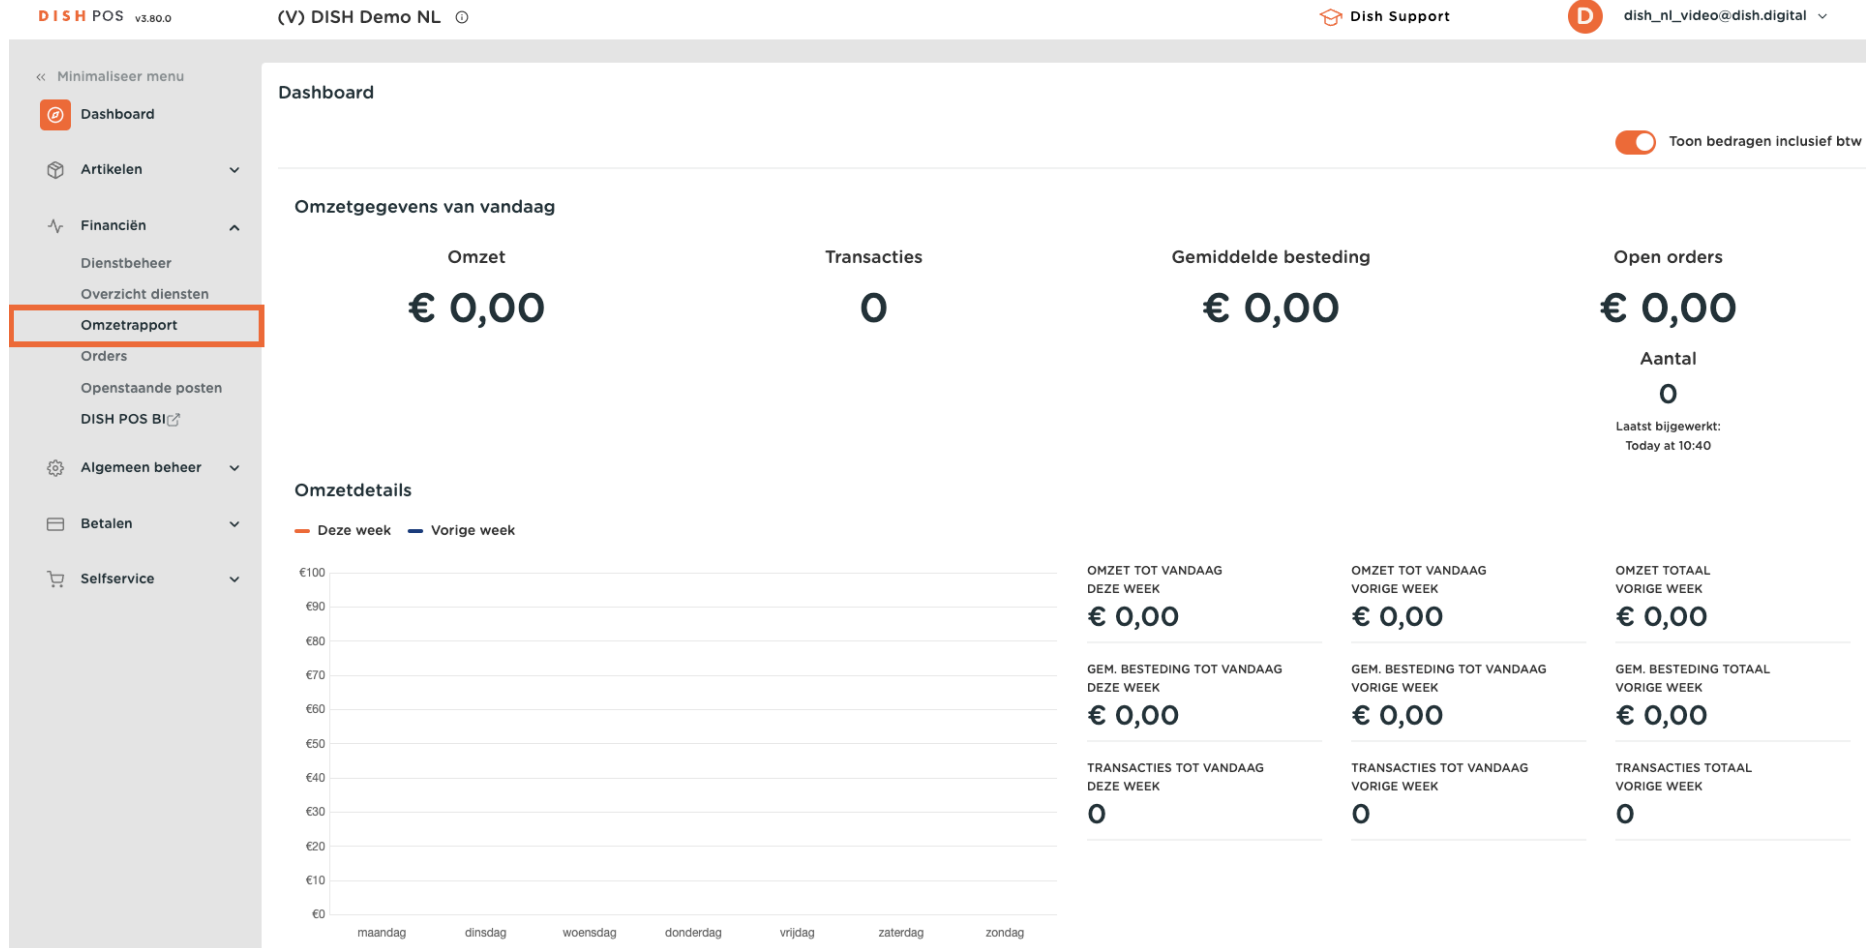 DISH POS v3.80.0
(V) DISH Demo NL
Dish Support
D
dish_nl_video@dish.digital
Minimaliseer menu
Dashboard
Artikelen
Financiën
Dienstbeheer
Overzicht diensten
Omzetrapport
Orders
Openstaande posten
DISH POS BI
Algemeen beheer
Betalen
Selfservice
Dashboard
Toon bedragen inclusief btw
Omzetgegevens van vandaag
Omzet
€ 0,00
Transacties
0
Gemiddelde besteding
€ 0,00
Open orders
€ 0,00
Aantal
0
Laatst bijgewerkt:
Today at 10:40
Omzetdetails
Deze week
Vorige week
€100
€90
€80
€70
€60
€50
€40
€30
€20
€10
€0
maandag
dinsdag
woensdag
donderdag
vrijdag
zaterdag
zondag
OMZET TOT VANDAAG
DEZE WEEK
€ 0,00
OMZET TOT VANDAAG
VORIGE WEEK
€ 0,00
OMZET TOTAAL
VORIGE WEEK
€ 0,00
GEM. BESTEDING TOT VANDAAG
DEZE WEEK
€ 0,00
GEM. BESTEDING TOT VANDAAG
VORIGE WEEK
€ 0,00
GEM. BESTEDING TOTAAL
VORIGE WEEK
€ 0,00
TRANSACTIES TOT VANDAAG
DEZE WEEK
0
TRANSACTIES TOT VANDAAG
VORIGE WEEK
0
TRANSACTIES TOTAAL
VORIGE WEEK
0